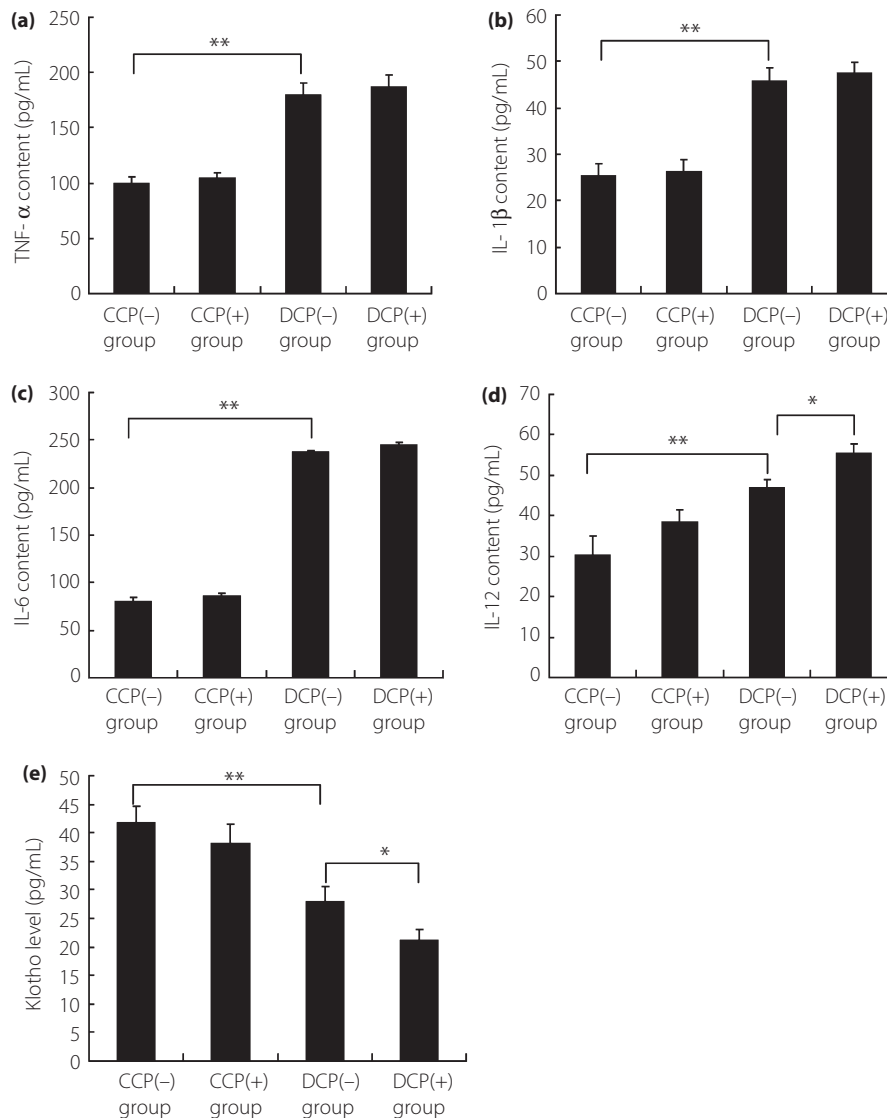 (a)
TNF- α content (pg/mL)
250
200
150
100
50
0
**
CCP(–) CCP(+) DCP(–) DCP(+)
group group group group
(b)
IL- 1β content (pg/mL)
60
50
40
30
20
10
0
**
CCP(–) CCP(+) DCP(–) DCP(+)
group group group group
(c)
IL-6 content (pg/mL)
300
250
200
150
100
50
0
**
CCP(–) CCP(+) DCP(–) DCP(+)
group group group group
(d)
IL-12 content (pg/mL)
70
60
50
40
30
20
10
0
**
*
CCP(–) CCP(+) DCP(–) DCP(+)
group group group group
(e)
Klotho level (pg/mL)
50
45
40
35
30
25
20
15
10
5
0
**
*
CCP(–) CCP(+) DCP(–) DCP(+)
group group group group